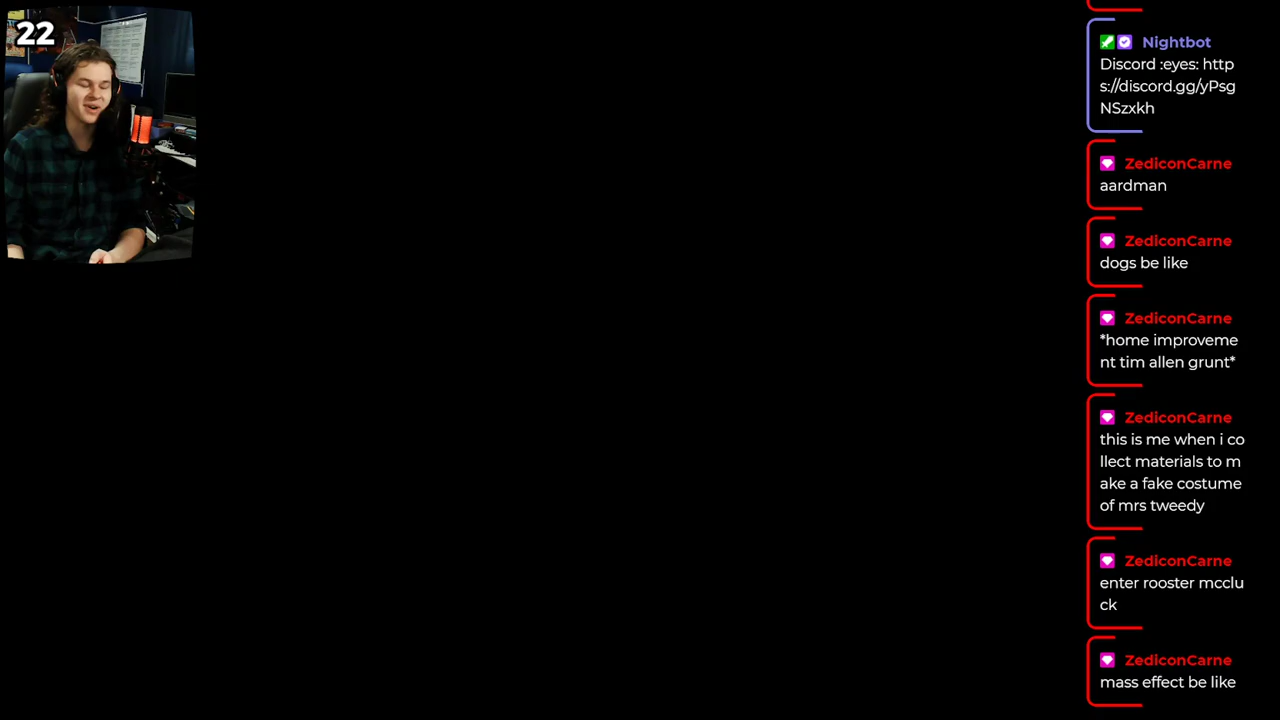 22
Nightbot
Discord :eyes: http
s://discord.gg/yPsg
NSzxkh
ZediconCarne
aardman
ZediconCarne
dogs be like
ZediconCarne
*home improveme
nt tim allen grunt*
ZediconCarne
this is me when i co
llect materials to m
ake a fake costume
of mrs tweedy
ZediconCarne
enter rooster mcclu
ck
ZediconCarne
mass effect be like